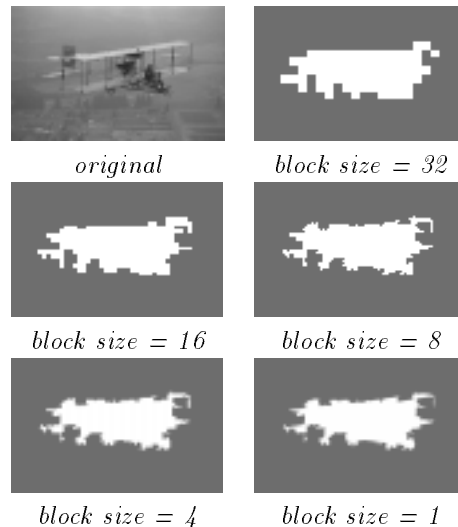 original
block size = 32
block size = 16
block size = 8
block size = 4
block size = 1